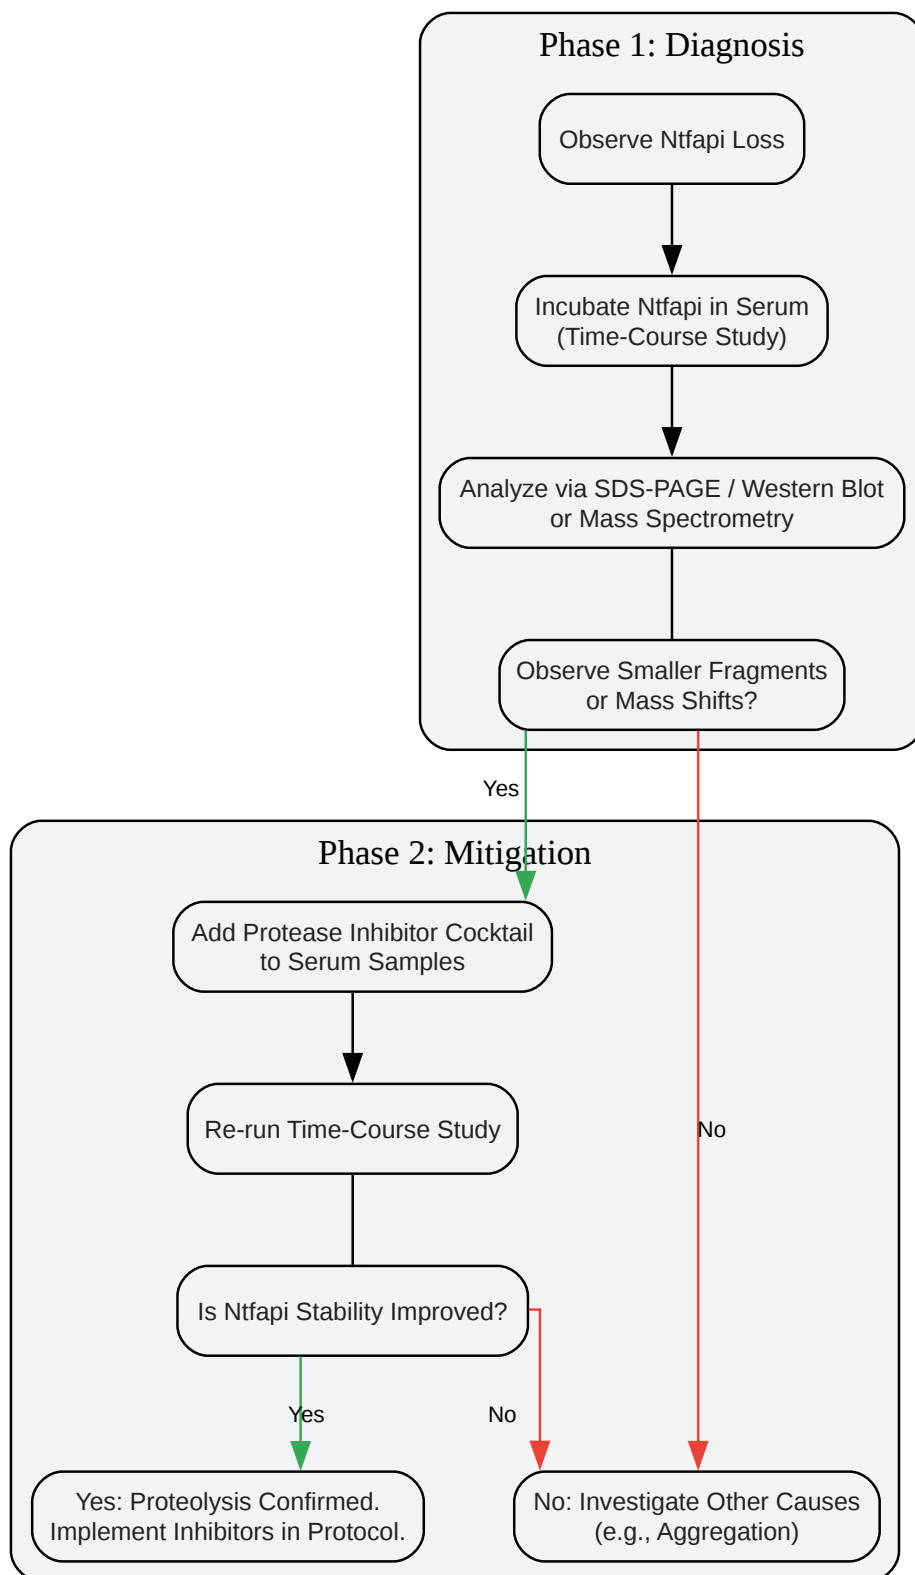 Phase 1: Diagnosis
Observe Ntfapi Loss
Incubate Ntfapi in Serum
(Time-Course Study)
Analyze via SDS-PAGE / Western Blot
or Mass Spectrometry
Observe Smaller Fragments
or Mass Shifts?
Yes
Phase 2: Mitigation
Add Protease Inhibitor Cocktail
to Serum Samples
Re-run Time-Course Study
No
Is Ntfapi Stability Improved?
Yes
No
Yes: Proteolysis Confirmed.
Implement Inhibitors in Protocol.
No: Investigate Other Causes
(e.g., Aggregation)